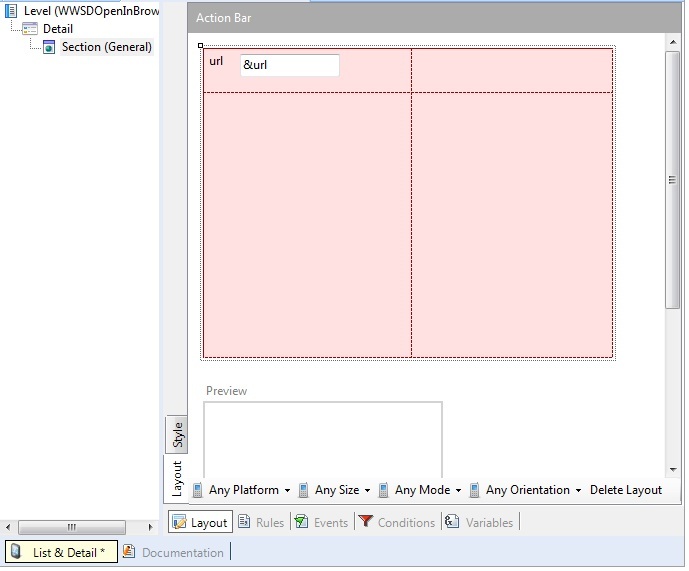 Level (WWSDOpenInBrow
Detail
Section (General)
Action Bar
url &url
Preview
Style
Layout
Any Platform Any Size Any Mode Any Orientation Delete Layout
Layout Rules Events Conditions Variables
List & Detail * Documentation